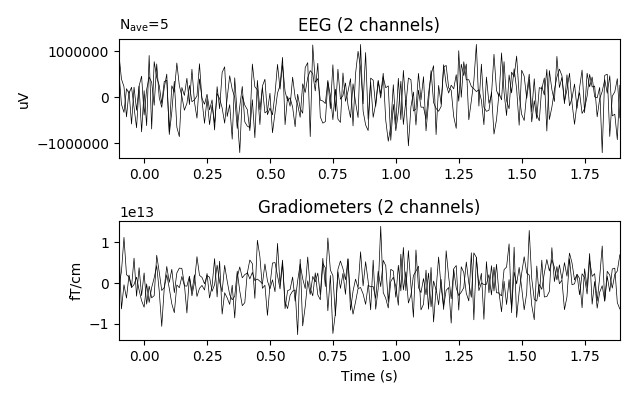 N_ave=5
EEG (2 channels)
uV
1000000
0
−1000000
0.00 0.25 0.50 0.75 1.00 1.25 1.50 1.75
1e13
Gradiometers (2 channels)
fT/cm
1
0
−1
0.00 0.25 0.50 0.75 1.00 1.25 1.50 1.75
Time (s)